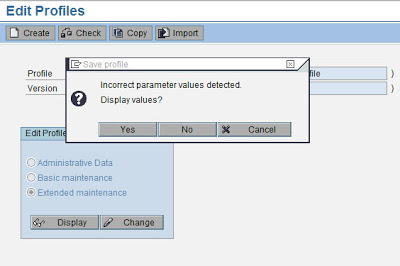 Edit Profiles
Create Check Copy Import
Save profile
Profile file )
Version )
Incorrect parameter values detected.
Display values?
Yes No Cancel
Edit Profile
Administrative Data
Basic maintenance
Extended maintenance
Display Change